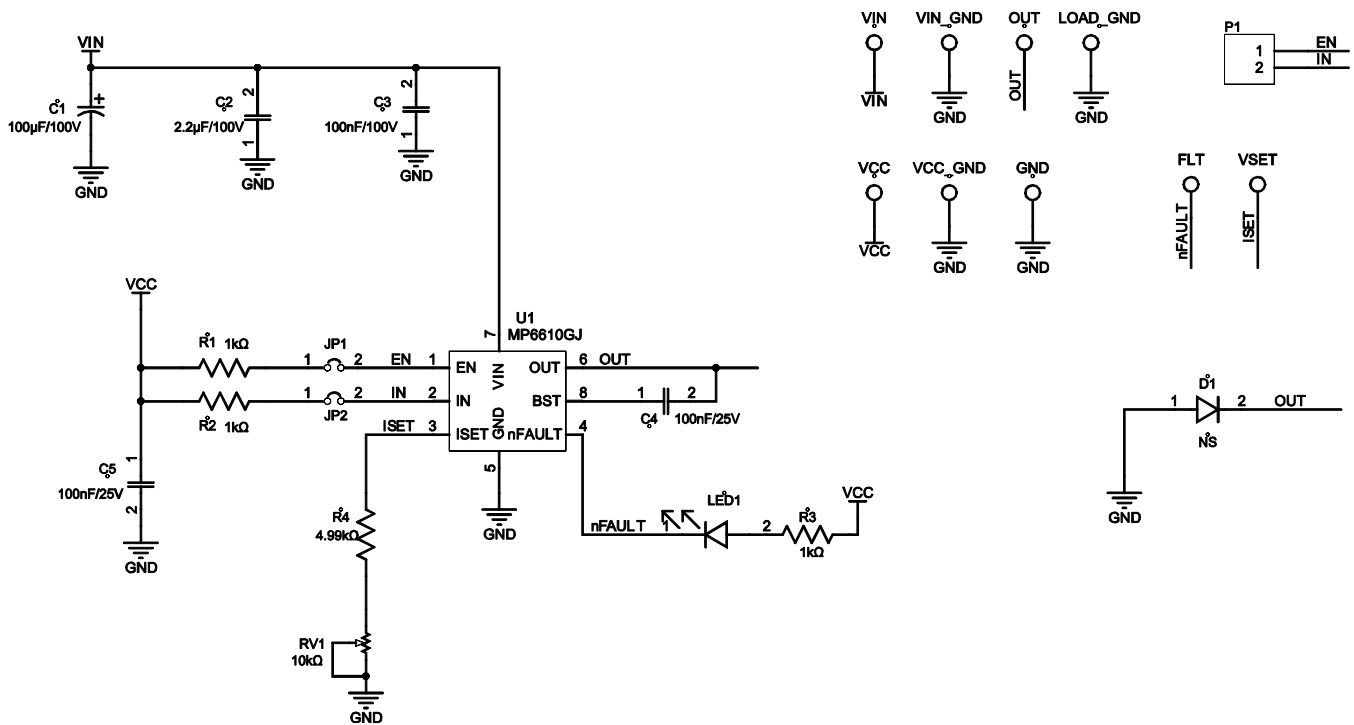 VIN
C1
+
100µF/100V
GND
2
C2
2.2µF/100V
1
GND
2
C3
100nF/100V
1
GND
VIN
VIN
VIN_GND
GND
OUT
OUT
LOAD_GND
GND
P1
1 EN
2 IN
VCC
VCC
VCC_GND
GND
GND
GND
FLT
nFAULT
VSET
ISET
VCC
R1 1kΩ
1 JP1 2 EN 1
R2 1kΩ
1 JP2 2 IN 2
ISET 3
U1
MP6610GJ
7
EN VIN OUT
IN BST
ISET GND nFAULT
5
GND
6 OUT
8
1 2
C4 100nF/25V
4
1
C5
100nF/25V
2
GND
R4
4.99kΩ
RV1
10kΩ
GND
nFAULT 1
LED1
2
R3
1kΩ
VCC
D1
1 2 OUT
NS
GND